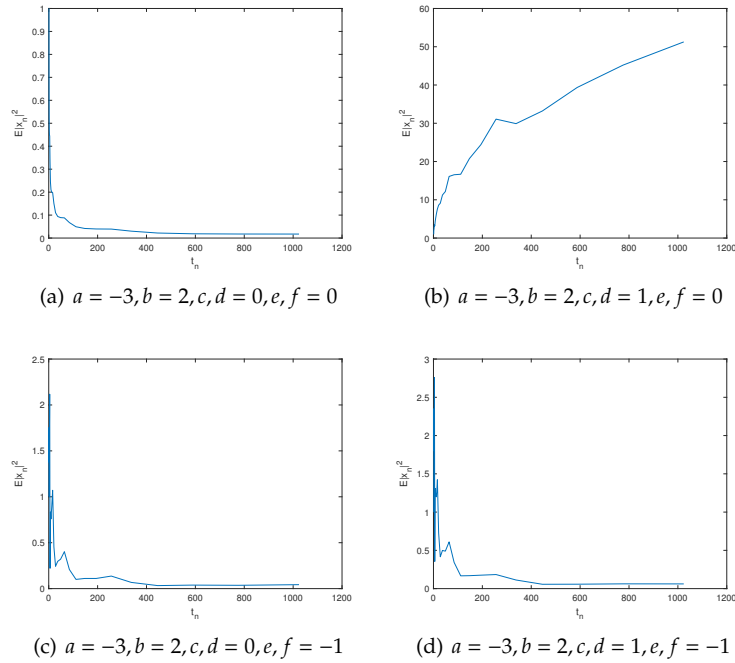 1
0.9
0.8
0.7
0.6
0.5
0.4
0.3
0.2
0.1
0
E|x_n|^2
0 200 400 600 800 1000 1200
t_n
(a) a = −3, b = 2, c, d = 0, e, f = 0
60
50
40
30
20
10
0
E|x_n|^2
0 200 400 600 800 1000 1200
t_n
(b) a = −3, b = 2, c, d = 1, e, f = 0
2.5
2
1.5
1
0.5
0
E|x_n|^2
0 200 400 600 800 1000 1200
t_n
(c) a = −3, b = 2, c, d = 0, e, f = −1
3
2.5
2
1.5
1
0.5
0
E|x_n|^2
0 200 400 600 800 1000 1200
t_n
(d) a = −3, b = 2, c, d = 1, e, f = −1